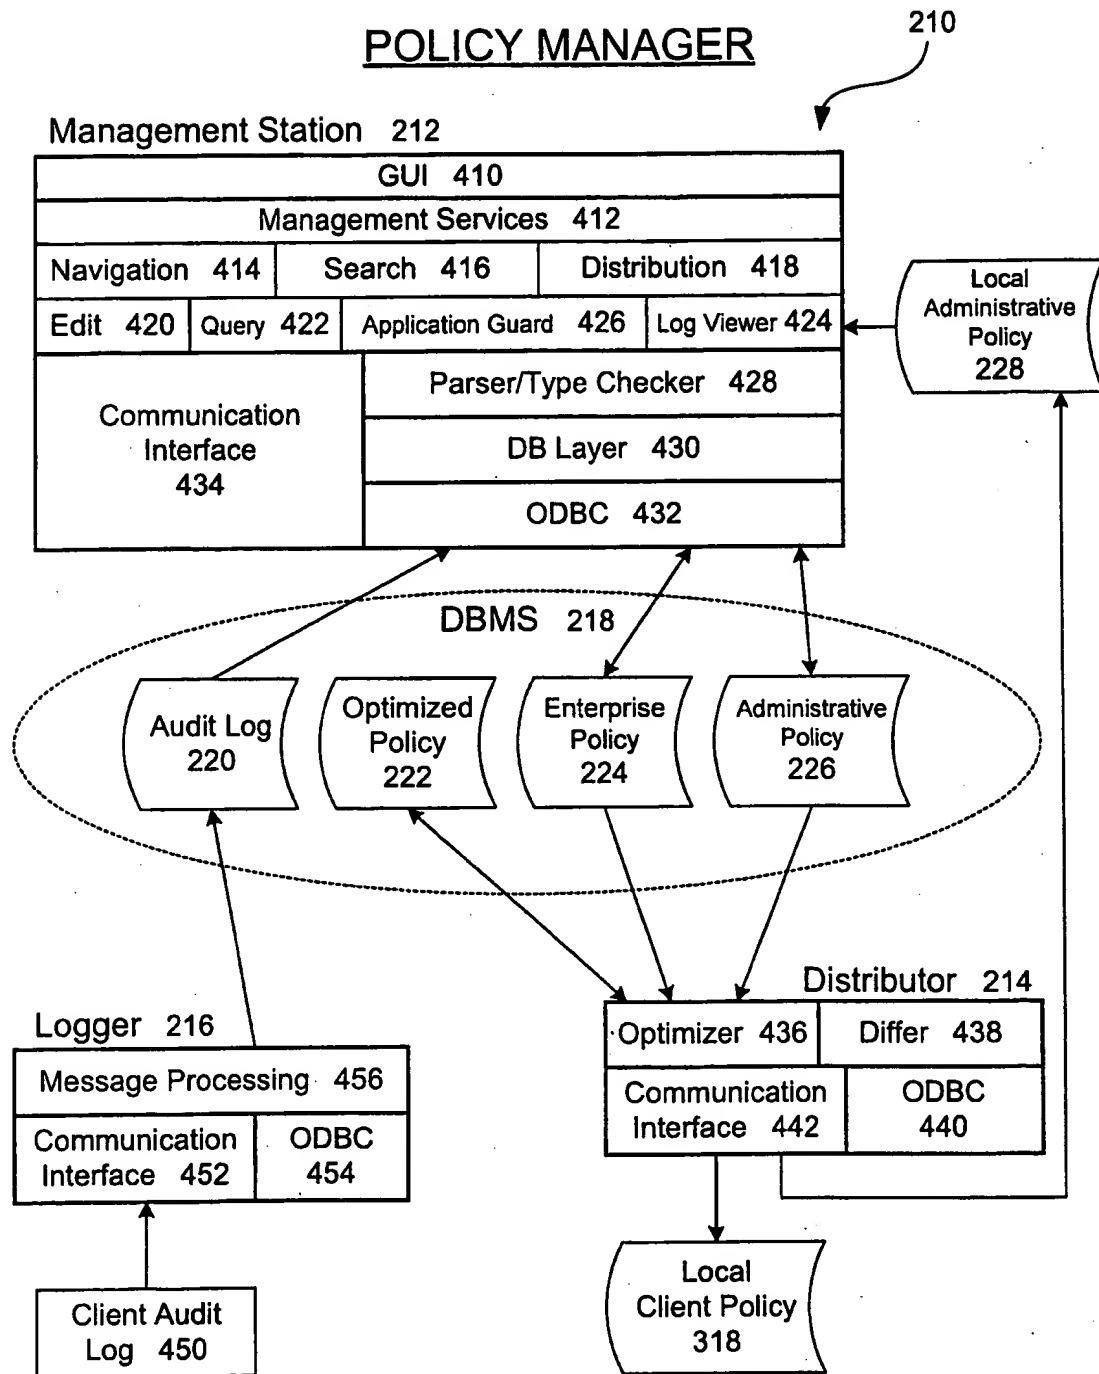 210
POLICY MANAGER
Management Station 212
GUI 410
Management Services 412
Navigation 414
Search 416
Distribution 418
Edit 420
Query 422
Application Guard 426
Log Viewer 424
Local
Administrative
Policy
228
Communication
Interface
434
Parser/Type Checker 428
DB Layer 430
ODBC 432
DBMS 218
Audit Log
220
Optimized
Policy
222
Enterprise
Policy
224
Administrative
Policy
226
Distributor 214
Optimizer 436
Differ 438
Communication
Interface 442
ODBC
440
Logger 216
Message Processing 456
Communication
Interface 452
ODBC
454
Client Audit
Log 450
Local
Client Policy
318